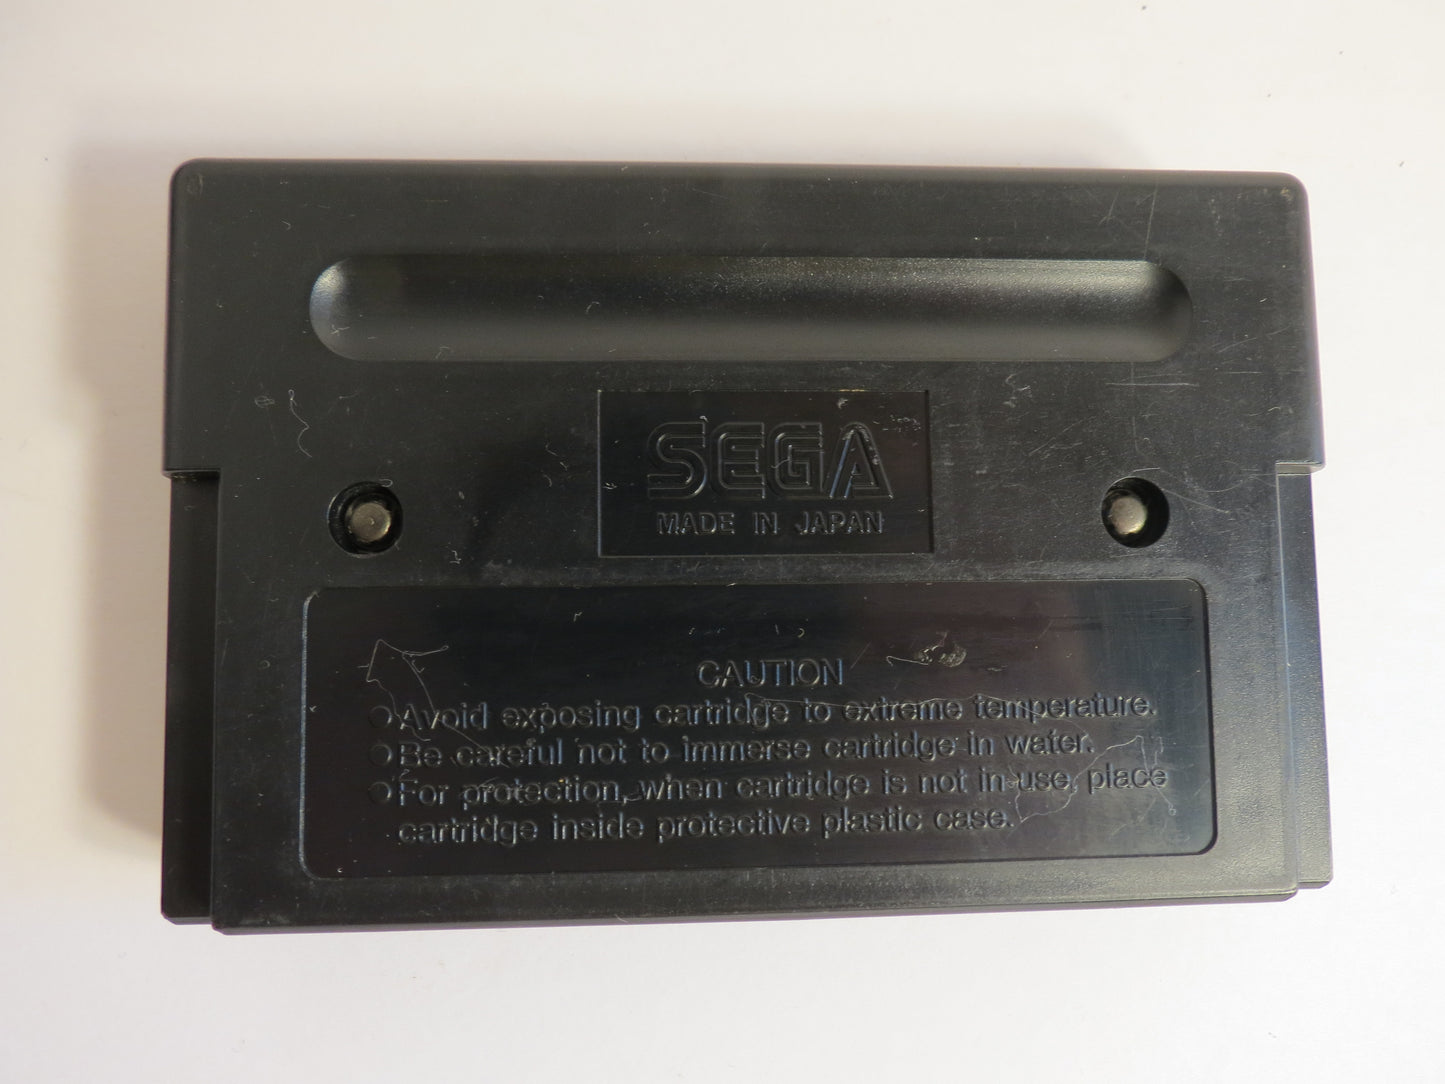 SEGA
MADE IN JAPAN
CAUTION
○Avoid exposing cartridge to extreme temperature.
○Be careful not to immerse cartridge in water.
○For protection, when cartridge is not in use, place
cartridge inside protective plastic case.